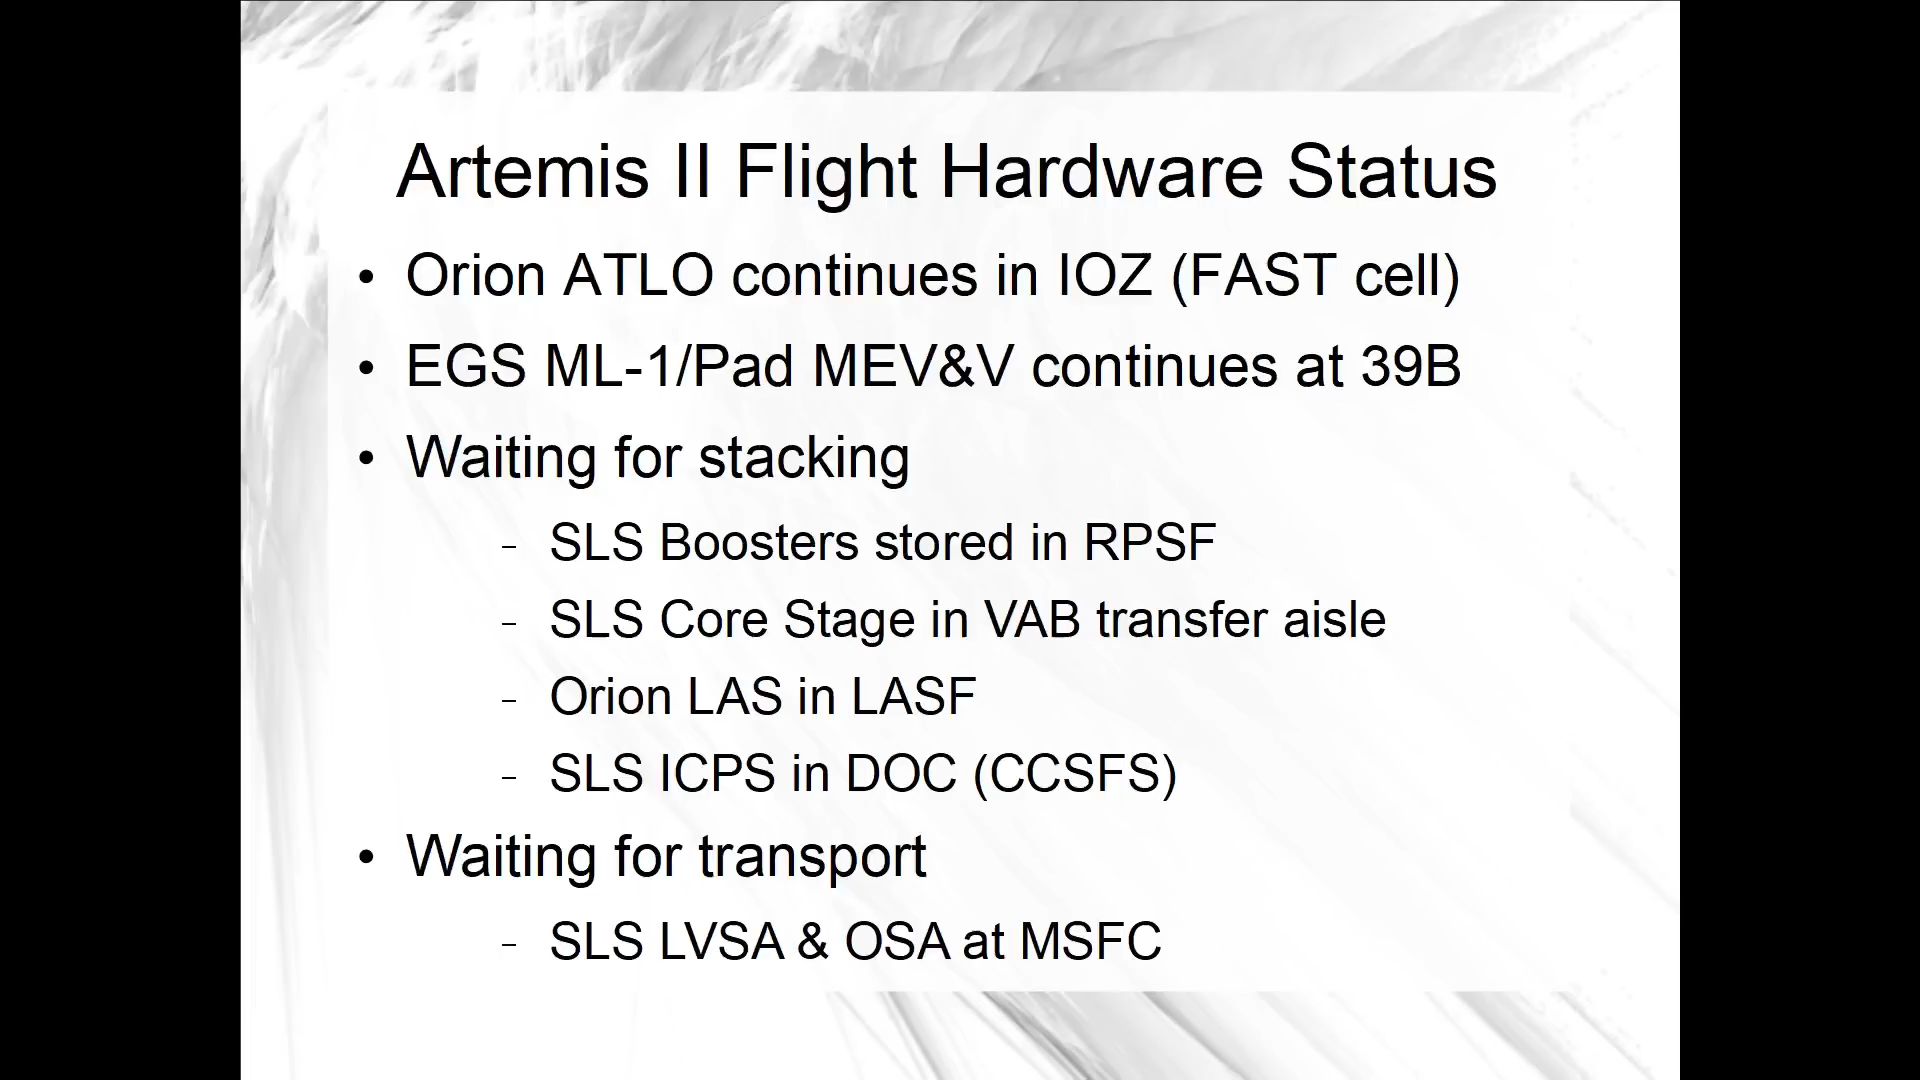 Artemis II Flight Hardware Status
• Orion ATLO continues in IOZ (FAST cell)
• EGS ML-1/Pad MEV&V continues at 39B
• Waiting for stacking
– SLS Boosters stored in RPSF
– SLS Core Stage in VAB transfer aisle
– Orion LAS in LASF
– SLS ICPS in DOC (CCSFS)
• Waiting for transport
– SLS LVSA & OSA at MSFC